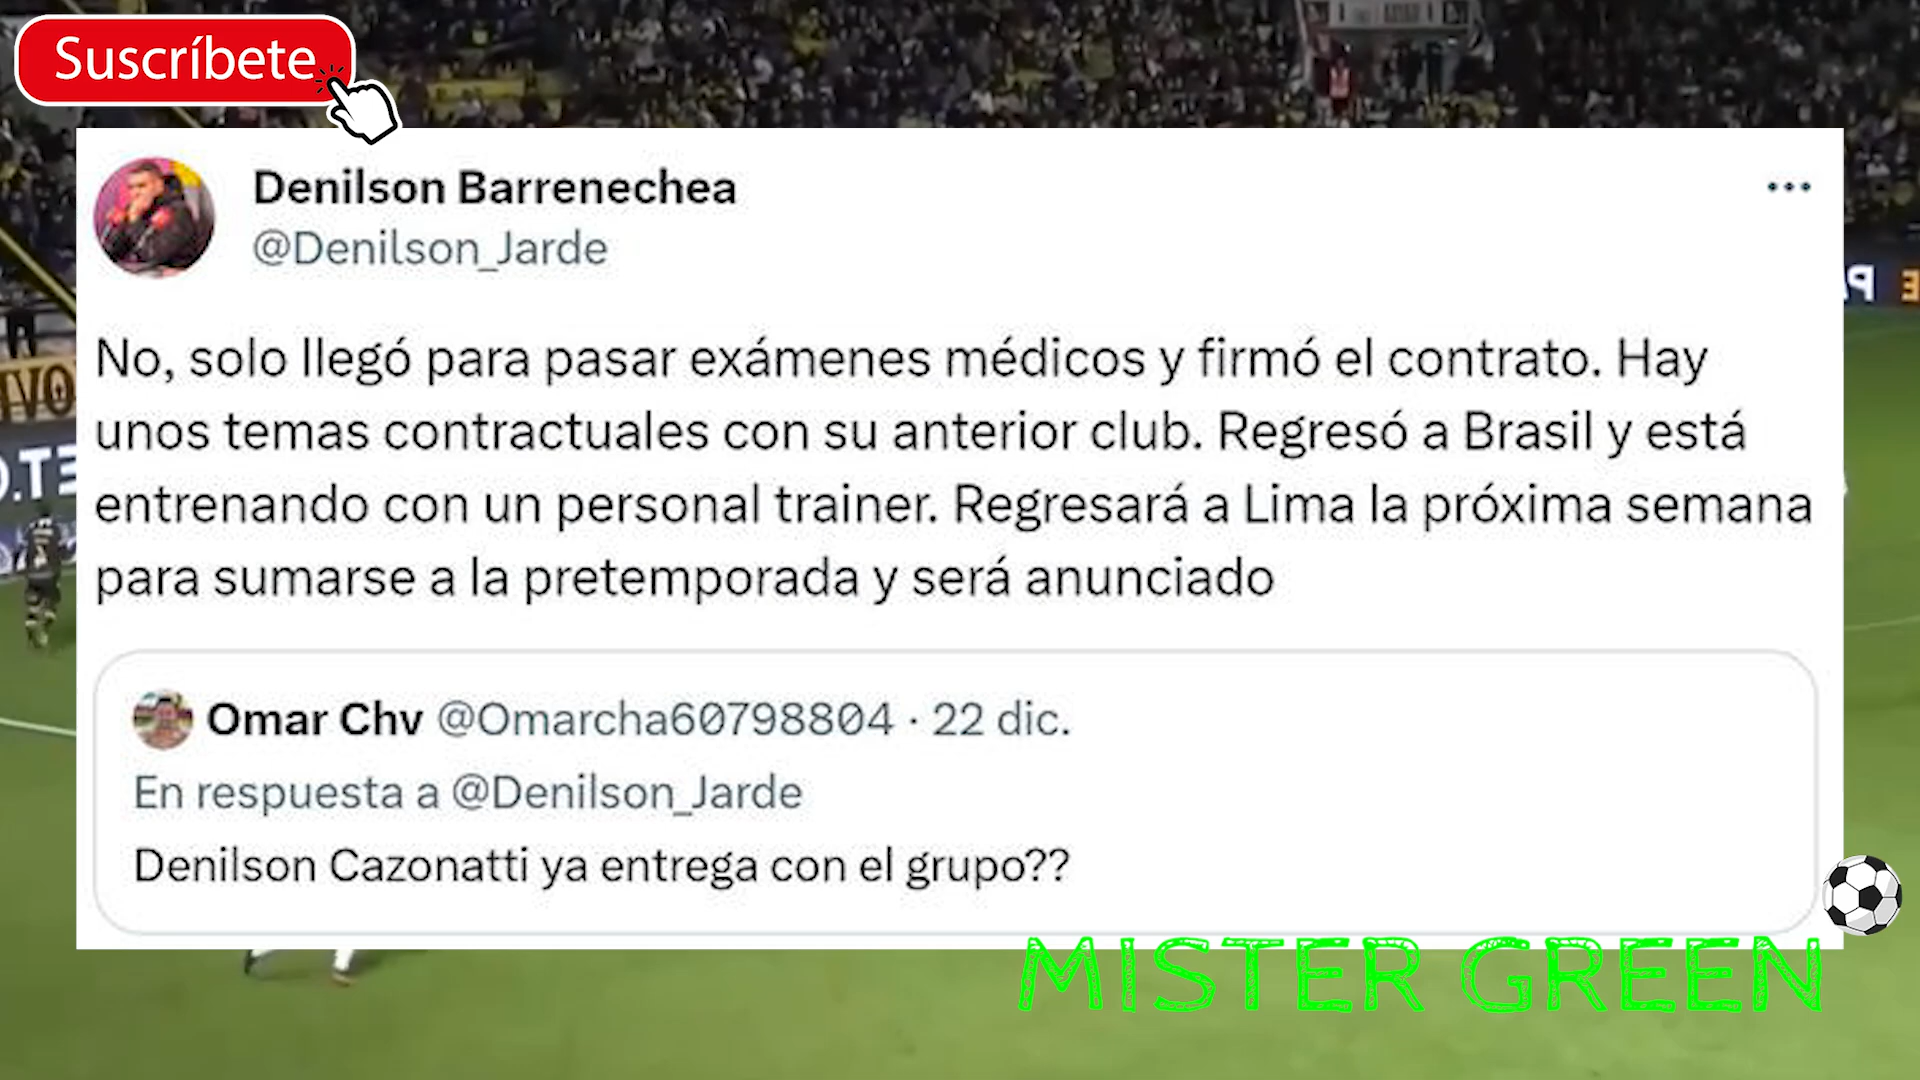 Suscríbete
Denilson Barrenechea
@Denilson_Jarde
No, solo llegó para pasar exámenes médicos y firmó el contrato. Hay
unos temas contractuales con su anterior club. Regresó a Brasil y está
entrenando con un personal trainer. Regresará a Lima la próxima semana
para sumarse a la pretemporada y será anunciado
Omar Chv @Omarcha60798804 · 22 dic.
En respuesta a @Denilson_Jarde
Denilson Cazonatti ya entrega con el grupo??
MISTER GREEN